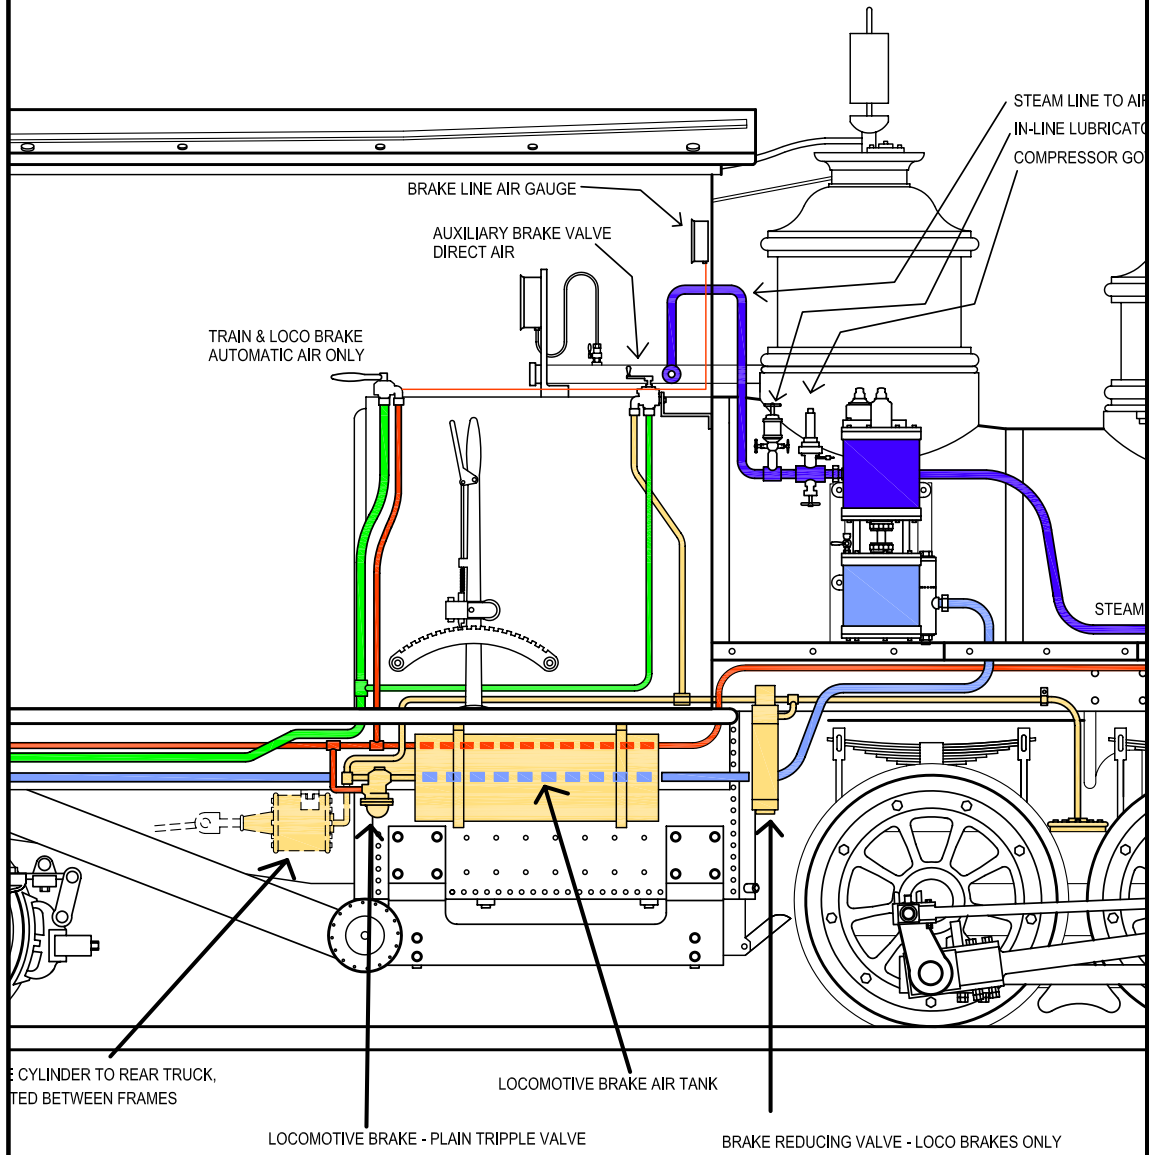 STEAM LINE TO AIR
IN-LINE LUBRICATO
COMPRESSOR GO
BRAKE LINE AIR GAUGE
AUXILIARY BRAKE VALVE
DIRECT AIR
TRAIN & LOCO BRAKE
AUTOMATIC AIR ONLY
STEAM
E CYLINDER TO REAR TRUCK,
TED BETWEEN FRAMES
LOCOMOTIVE BRAKE AIR TANK
LOCOMOTIVE BRAKE - PLAIN TRIPPLE VALVE
BRAKE REDUCING VALVE - LOCO BRAKES ONLY